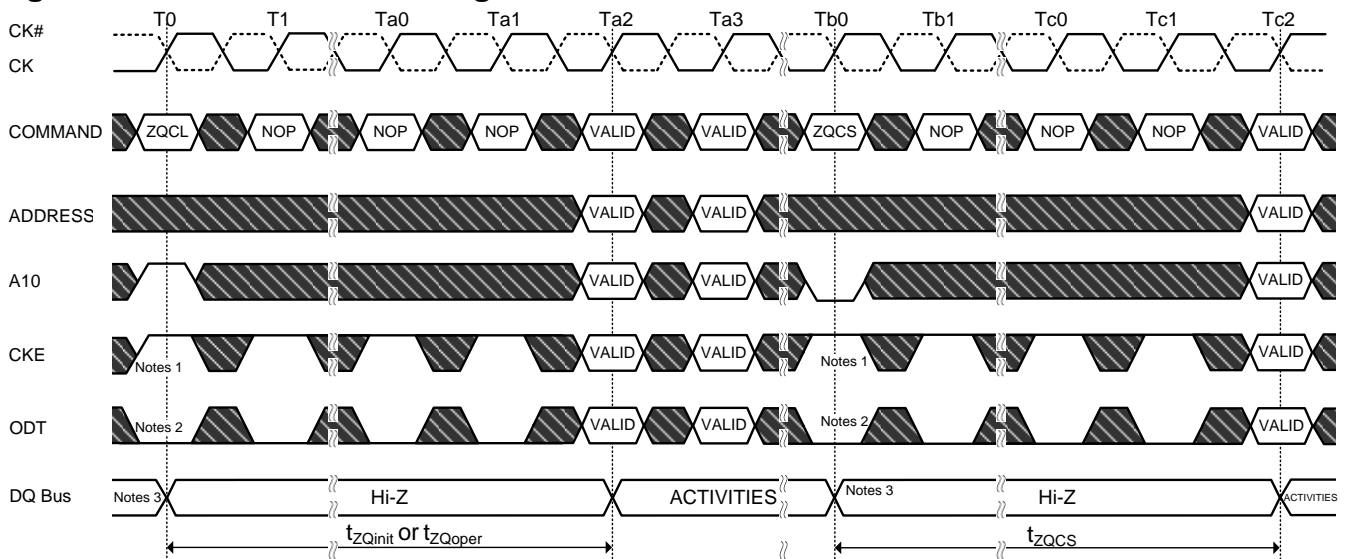 T0 T1 Ta0 Ta1 Ta2 Ta3 Tb0 Tb1 Tc0 Tc1 Tc2
CK#
CK
COMMAND ZQCL NOP NOP NOP VALID VALID ZQCS NOP NOP NOP VALID
ADDRESS VALID VALID VALID
A10 VALID VALID VALID
CKE Notes 1 VALID VALID Notes 1 VALID
ODT Notes 2 VALID VALID Notes 2 VALID
DQ Bus Notes 3 Hi-Z ACTIVITIES Notes 3 Hi-Z ACTIVITIES
tZQinit or tZQoper tZQCS